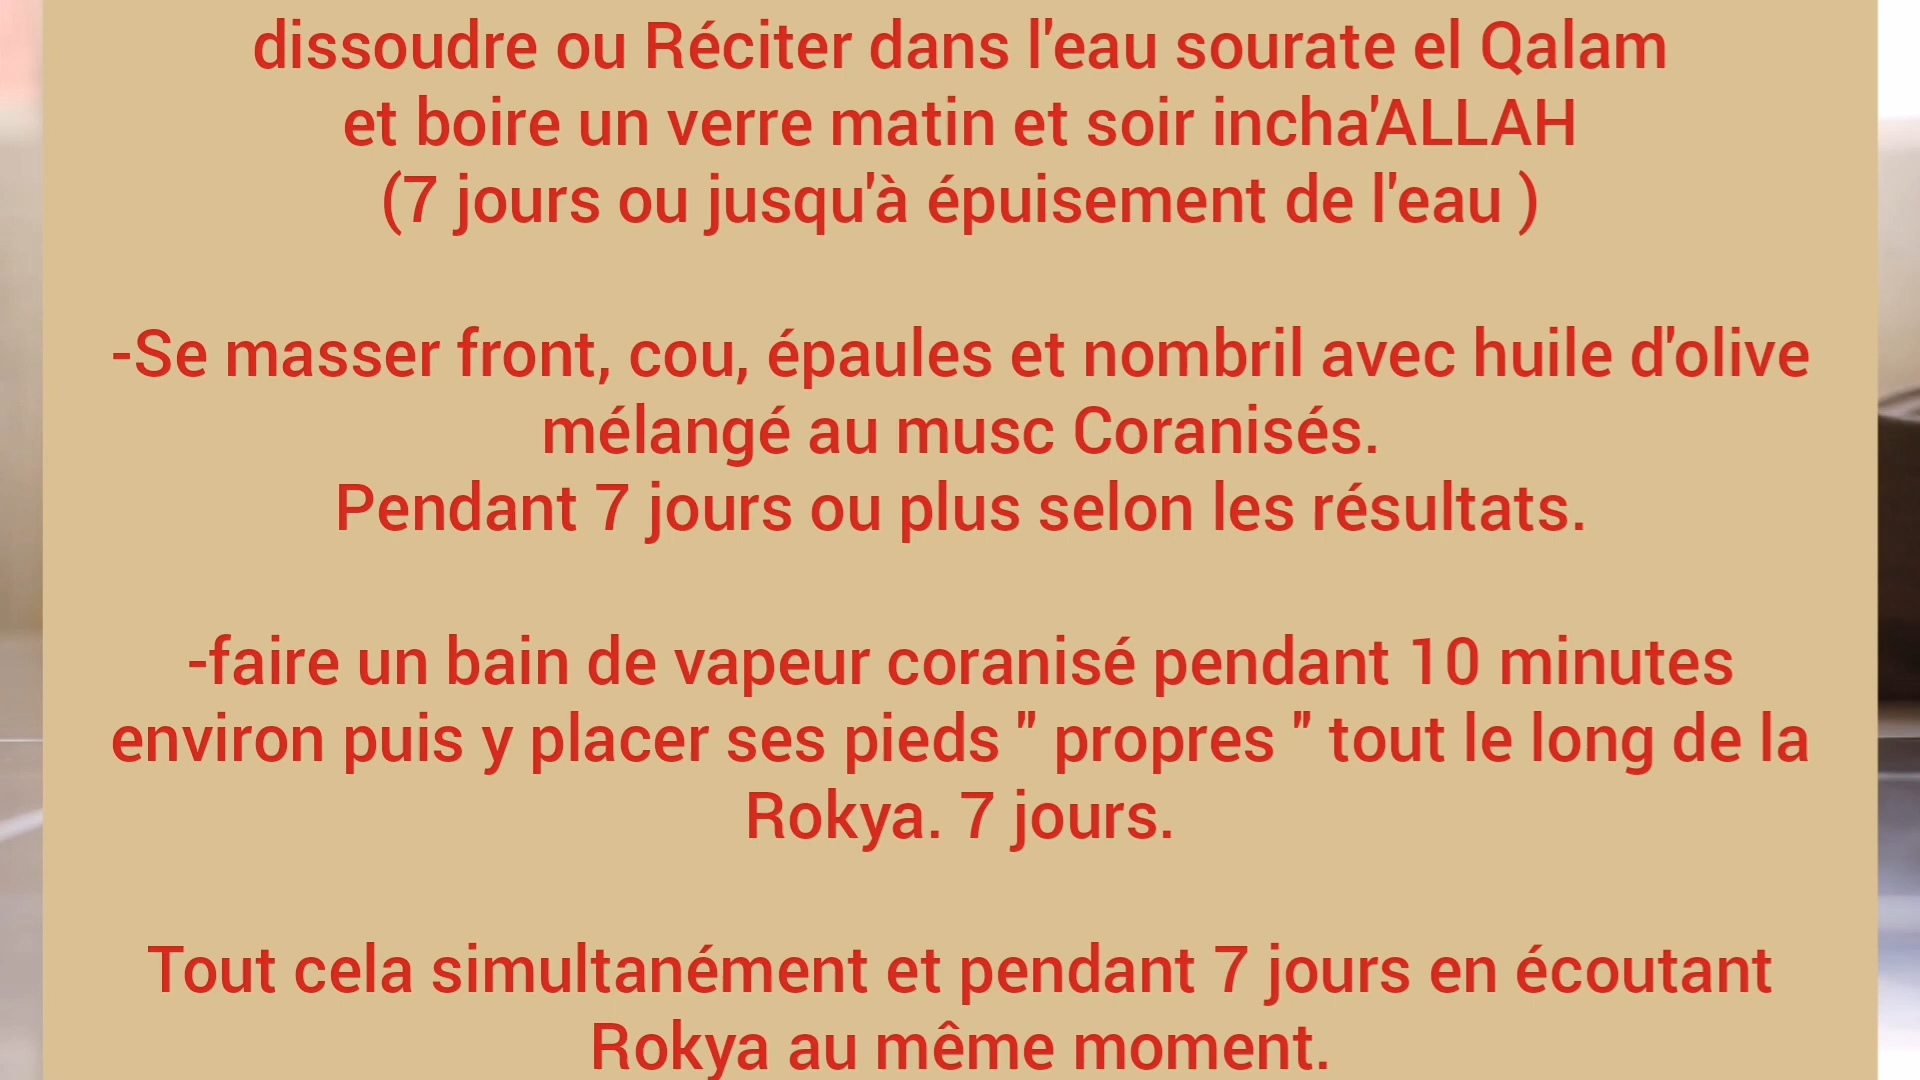 dissoudre ou Réciter dans l'eau sourate el Qalam
et boire un verre matin et soir incha'ALLAH
(7 jours ou jusqu'à épuisement de l'eau )
-Se masser front, cou, épaules et nombril avec huile d'olive
mélangé au musc Coranisés.
Pendant 7 jours ou plus selon les résultats.
-faire un bain de vapeur coranisé pendant 10 minutes
environ puis y placer ses pieds " propres " tout le long de la
Rokya. 7 jours.
Tout cela simultanément et pendant 7 jours en écoutant
Rokya au même moment.